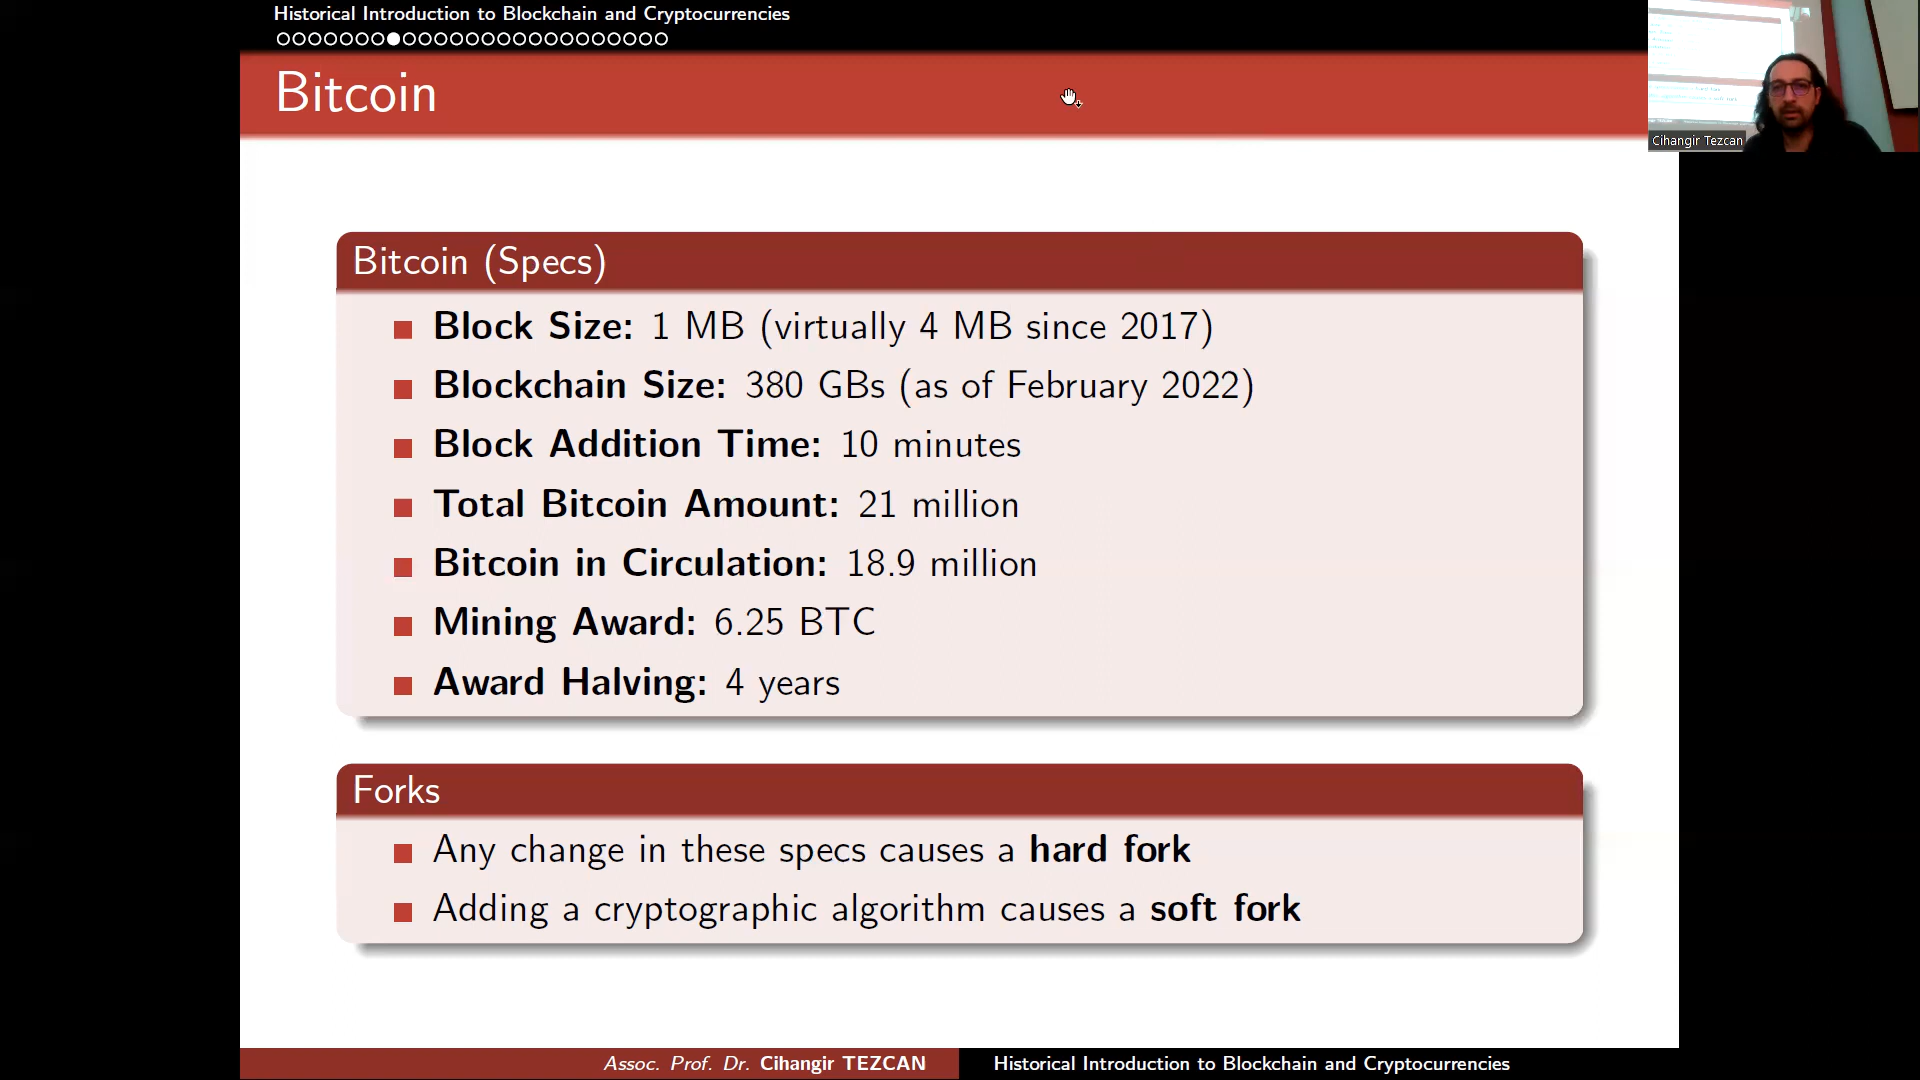 Historical Introduction to Blockchain and Cryptocurrencies
Bitcoin
Cihangir Tezcan
Bitcoin (Specs)
Block Size: 1 MB (virtually 4 MB since 2017)
Blockchain Size: 380 GBs (as of February 2022)
Block Addition Time: 10 minutes
Total Bitcoin Amount: 21 million
Bitcoin in Circulation: 18.9 million
Mining Award: 6.25 BTC
Award Halving: 4 years
Forks
Any change in these specs causes a hard fork
Adding a cryptographic algorithm causes a soft fork
Assoc. Prof. Dr. Cihangir TEZCAN
Historical Introduction to Blockchain and Cryptocurrencies